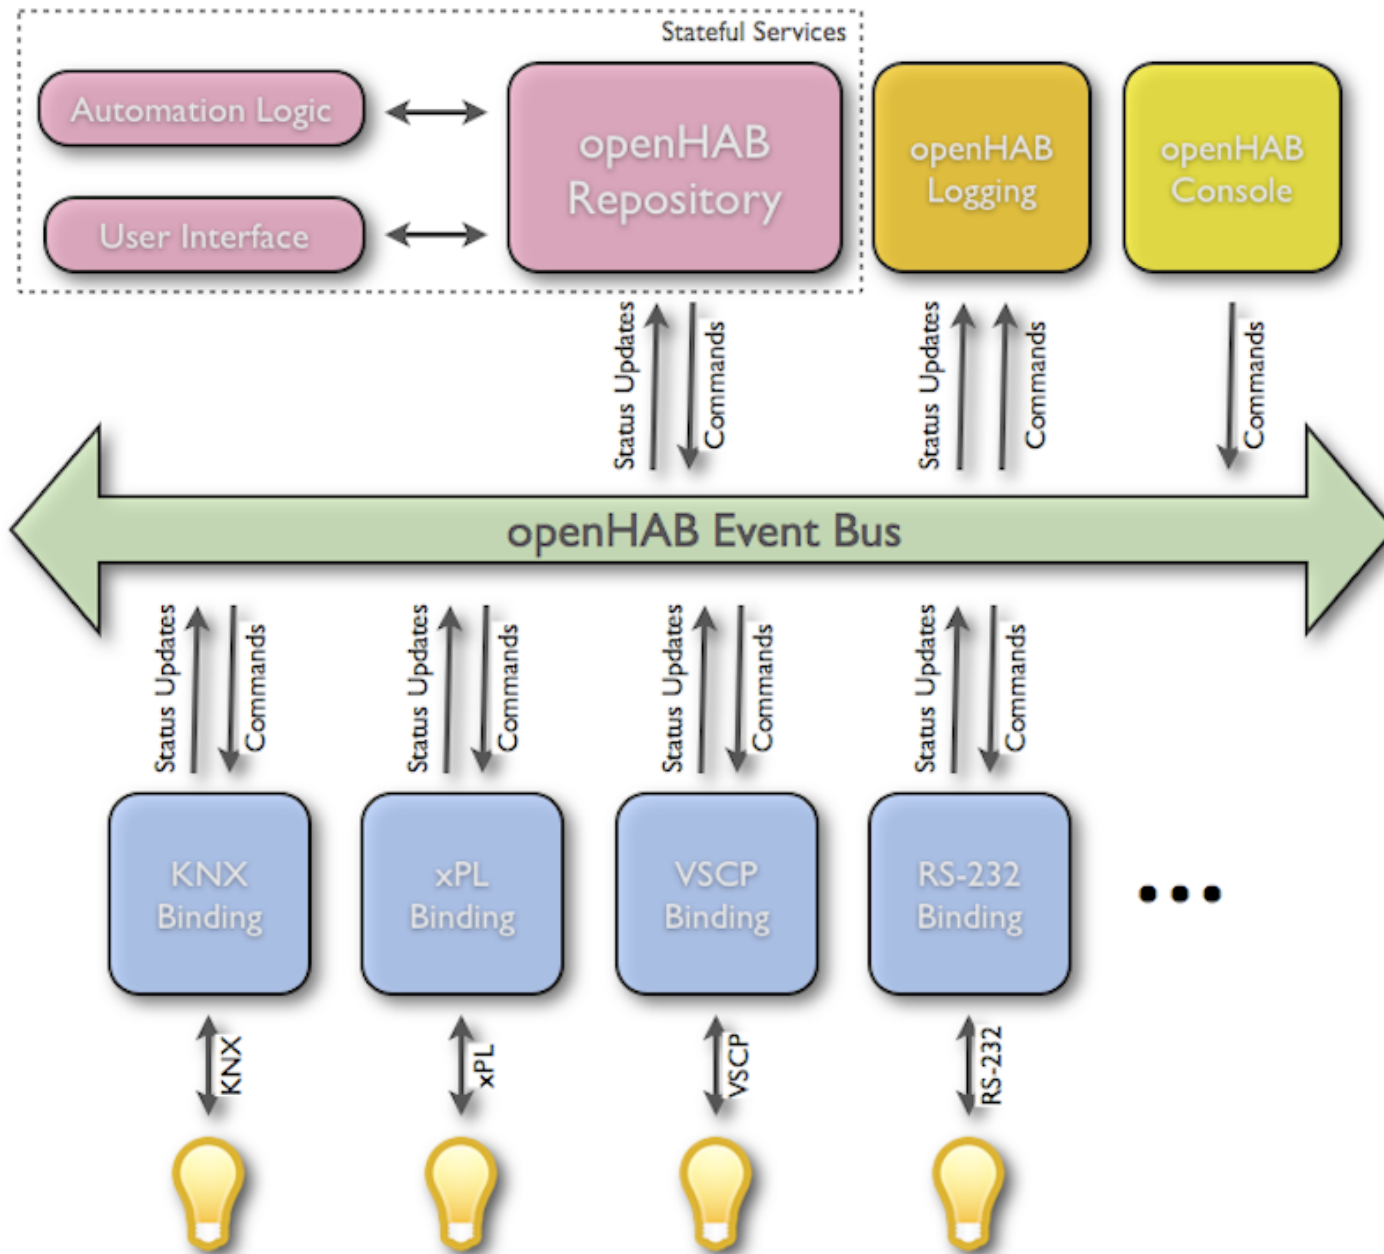 Stateful Services
Automation Logic
User Interface
openHAB
Repository
openHAB
Logging
openHAB
Console
Status Updates
Commands
Status Updates
Commands
Commands
openHAB Event Bus
Status Updates
Commands
Status Updates
Commands
Status Updates
Commands
Status Updates
Commands
KNX
Binding
xPL
Binding
VSCP
Binding
RS-232
Binding
...
KNX
xPL
VSCP
RS-232